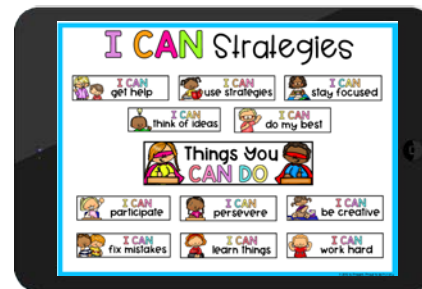 I CAN Strategies
I CAN
get help
I CAN
use strategies
I CAN
stay focused
I CAN
think of ideas
I CAN
do my best
Things You
CAN DO
I CAN
participate
I CAN
persevere
I CAN
be creative
I CAN
fix mistakes
I CAN
learn things
I CAN
work hard